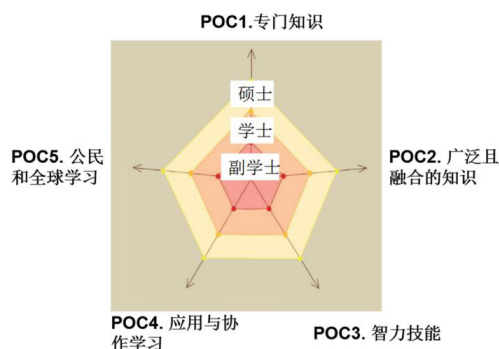 POC1.专门知识
硕士
学士
副学士
POC5. 公民
和全球学习
POC2. 广泛且
融合的知识
POC4. 应用与协
作学习
POC3. 智力技能